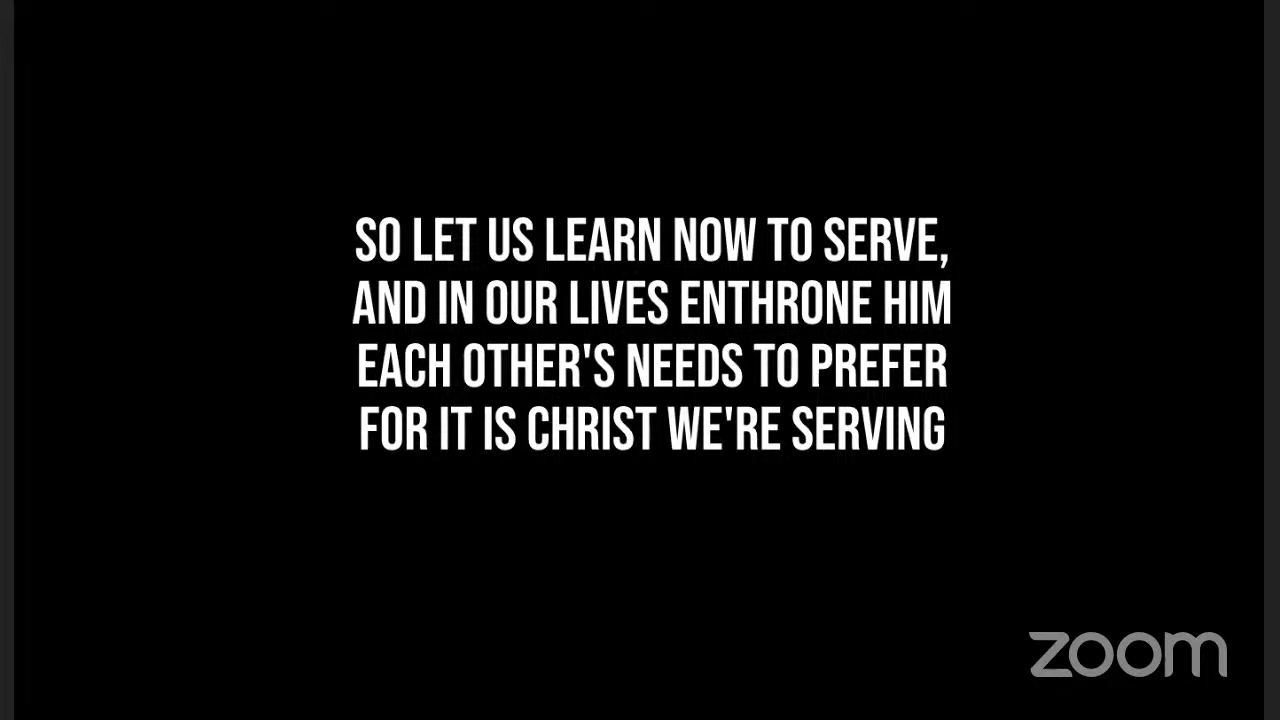 SO LET US LEARN NOW TO SERVE,
AND IN OUR LIVES ENTHRONE HIM
EACH OTHER'S NEEDS TO PREFER
FOR IT IS CHRIST WE'RE SERVING
zoom